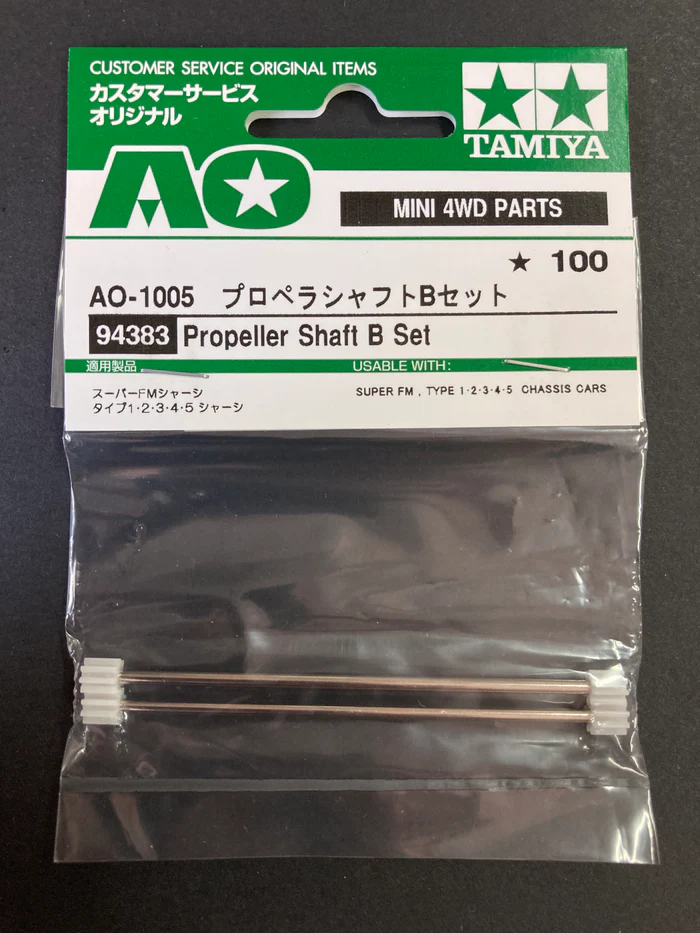 CUSTOMER SERVICE ORIGINAL ITEMS
カスタマーサービス
オリジナル
TAMIYA
AO
MINI 4WD PARTS
★ 100
AO-1005 プロペラシャフトBセット
94383 Propeller Shaft B Set
適用製品 USABLE WITH:
スーパーFMシャーシ
タイプ1・2・3・4・5 シャーシ
SUPER FM , TYPE 1・2・3・4・5 CHASSIS CARS